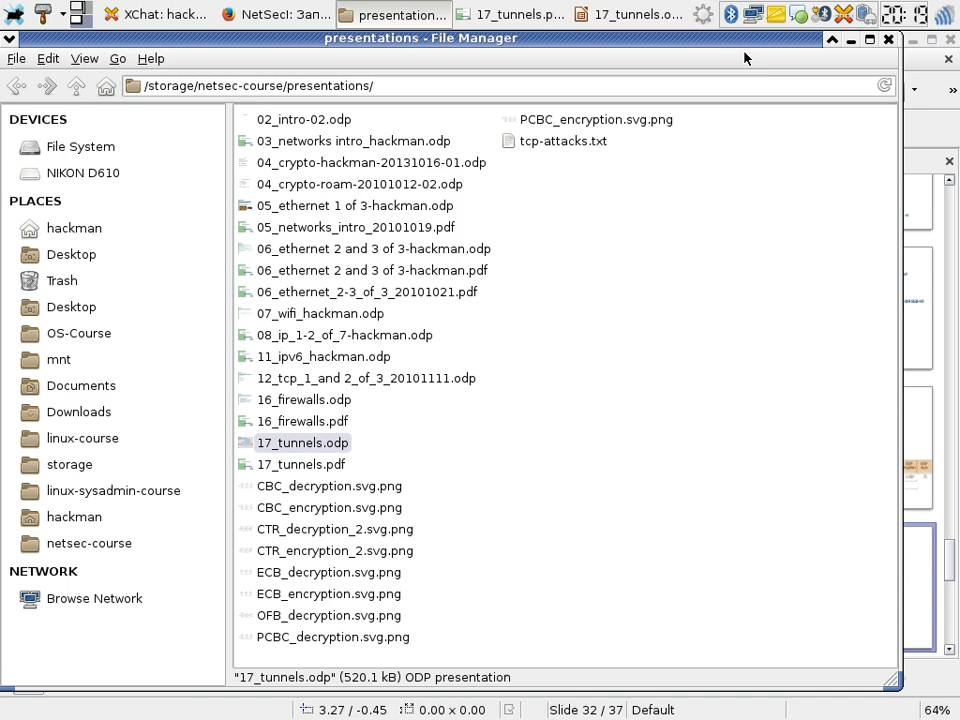 XChat: hack...
NetSecI: Зап...
presentation...
17_tunnels.p...
17_tunnels.o...
20:19
presentations - File Manager
File Edit View Go Help
/storage/netsec-course/presentations/
DEVICES
File System
NIKON D610
PLACES
hackman
Desktop
Trash
Desktop
OS-Course
mnt
Documents
Downloads
linux-course
storage
linux-sysadmin-course
hackman
netsec-course
NETWORK
Browse Network
02_intro-02.odp
03_networks intro_hackman.odp
04_crypto-hackman-20131016-01.odp
04_crypto-roam-20101012-02.odp
05_ethernet 1 of 3-hackman.odp
05_networks_intro_20101019.pdf
06_ethernet 2 and 3 of 3-hackman.odp
06_ethernet 2 and 3 of 3-hackman.pdf
06_ethernet_2-3_of_3_20101021.pdf
07_wifi_hackman.odp
08_ip_1-2_of_7-hackman.odp
11_ipv6_hackman.odp
12_tcp_1_and 2_of_3_20101111.odp
16_firewalls.odp
16_firewalls.pdf
17_tunnels.odp
17_tunnels.pdf
CBC_decryption.svg.png
CBC_encryption.svg.png
CTR_decryption_2.svg.png
CTR_encryption_2.svg.png
ECB_decryption.svg.png
ECB_encryption.svg.png
OFB_decryption.svg.png
PCBC_decryption.svg.png
PCBC_encryption.svg.png
tcp-attacks.txt
"17_tunnels.odp" (520.1 kB) ODP presentation
3.27 / -0.45
0.00 x 0.00
Slide 32 / 37
Default
64%